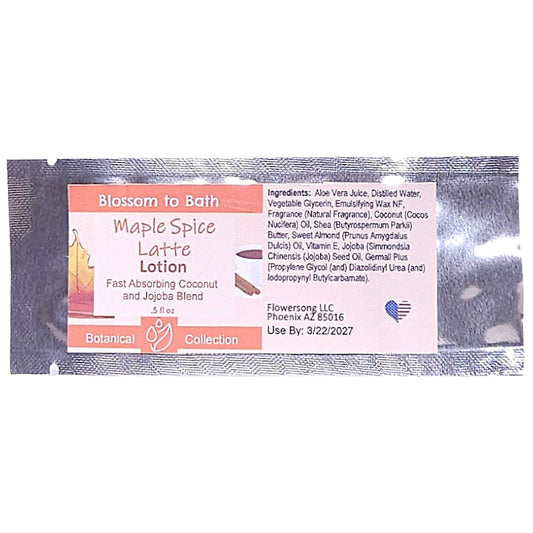 Blossom to Bath
Maple Spice
Latte
Lotion
Fast Absorbing Coconut
and Jojoba Blend
.5 fl oz
Botanical Collection
Ingredients: Aloe Vera Juice, Distilled Water,
Vegetable Glycerin, Emulsifying Wax NF,
Fragrance (Natural Fragrance), Coconut (Cocos
Nucifera) Oil, Shea (Butyrospermum Parkii)
Butter, Sweet Almond (Prunus Amygdalus
Dulcis) Oil, Vitamin E, Jojoba (Simmondsia
Chinensis (Jojoba) Seed Oil, Germall Plus
(Propylene Glycol (and) Diazolidinyl Urea (and)
Iodopropynyl Butylcarbamate).
Flowersong LLC
Phoenix AZ 85016
Use By: 3/22/2027